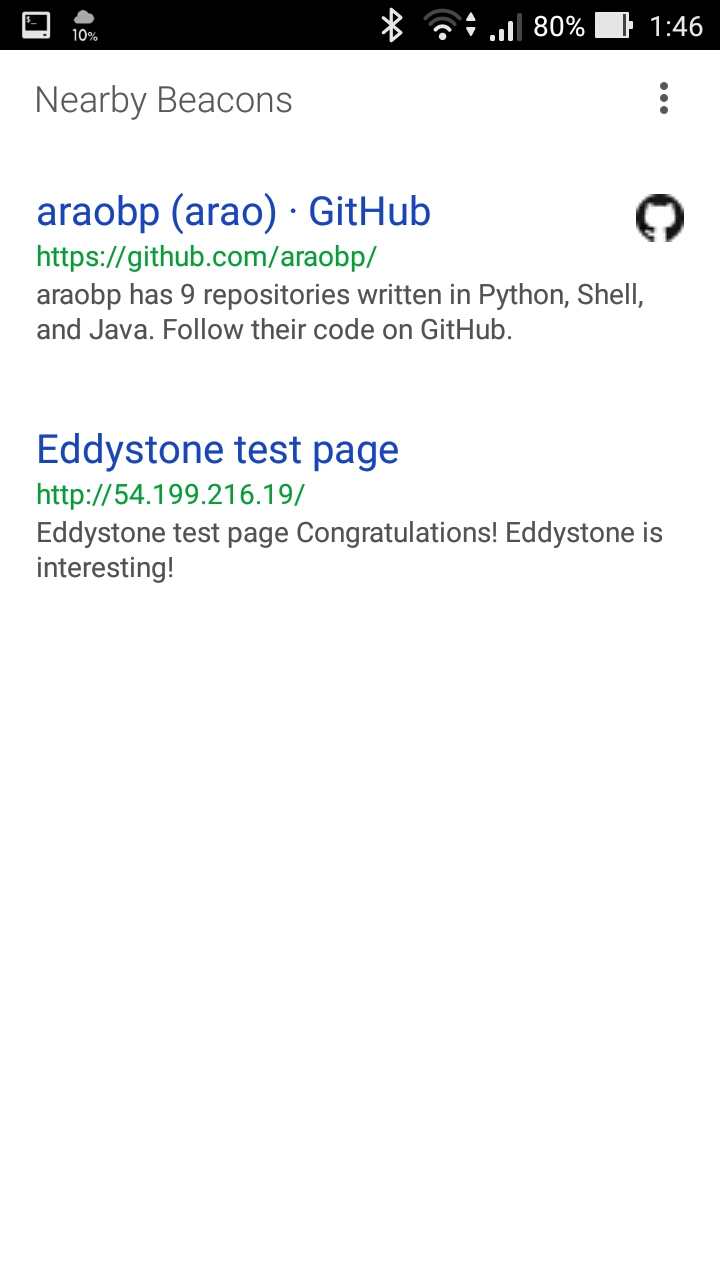 10%
80% 1:46
Nearby Beacons
araobp (arao) · GitHub
https://github.com/araobp/
araobp has 9 repositories written in Python, Shell,
and Java. Follow their code on GitHub.
Eddystone test page
http://54.199.216.19/
Eddystone test page Congratulations! Eddystone is
interesting!